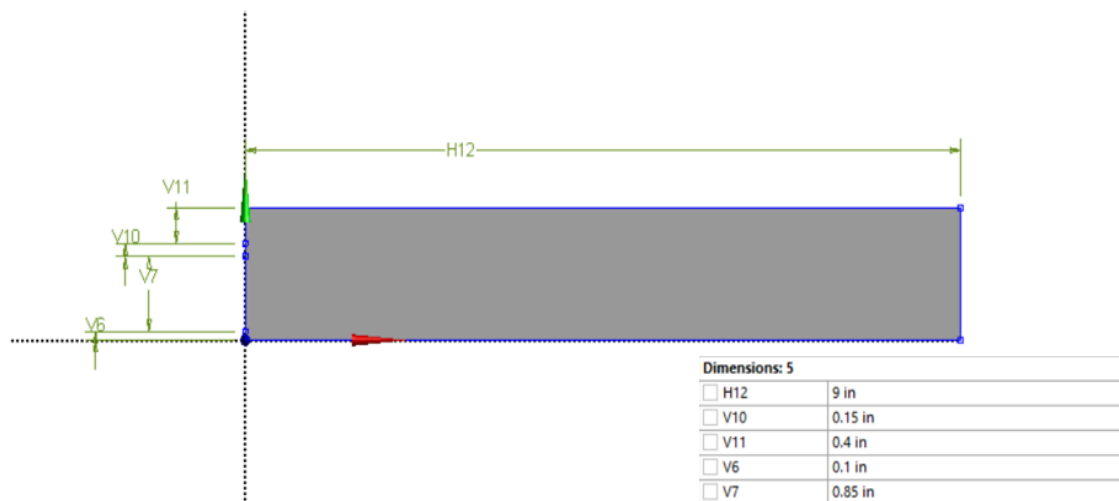 H12
V11
V10
V7
V6
Dimensions: 5
H12 9 in
V10 0.15 in
V11 0.4 in
V6 0.1 in
V7 0.85 in